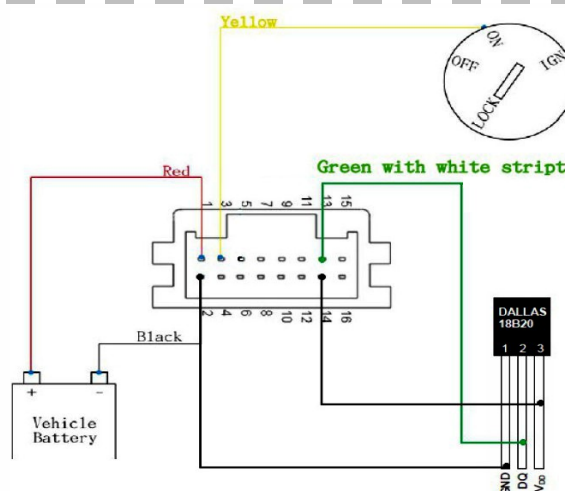 Yellow
ON
OFF
IGN
LOCK
Red
Green with white stript
1 3 5 7 9 11 13 15
2 4 6 8 10 12 14 16
Black
DALLAS
18B20
1 2 3
+ -
Vehicle
Battery
GND
DQ
VDD